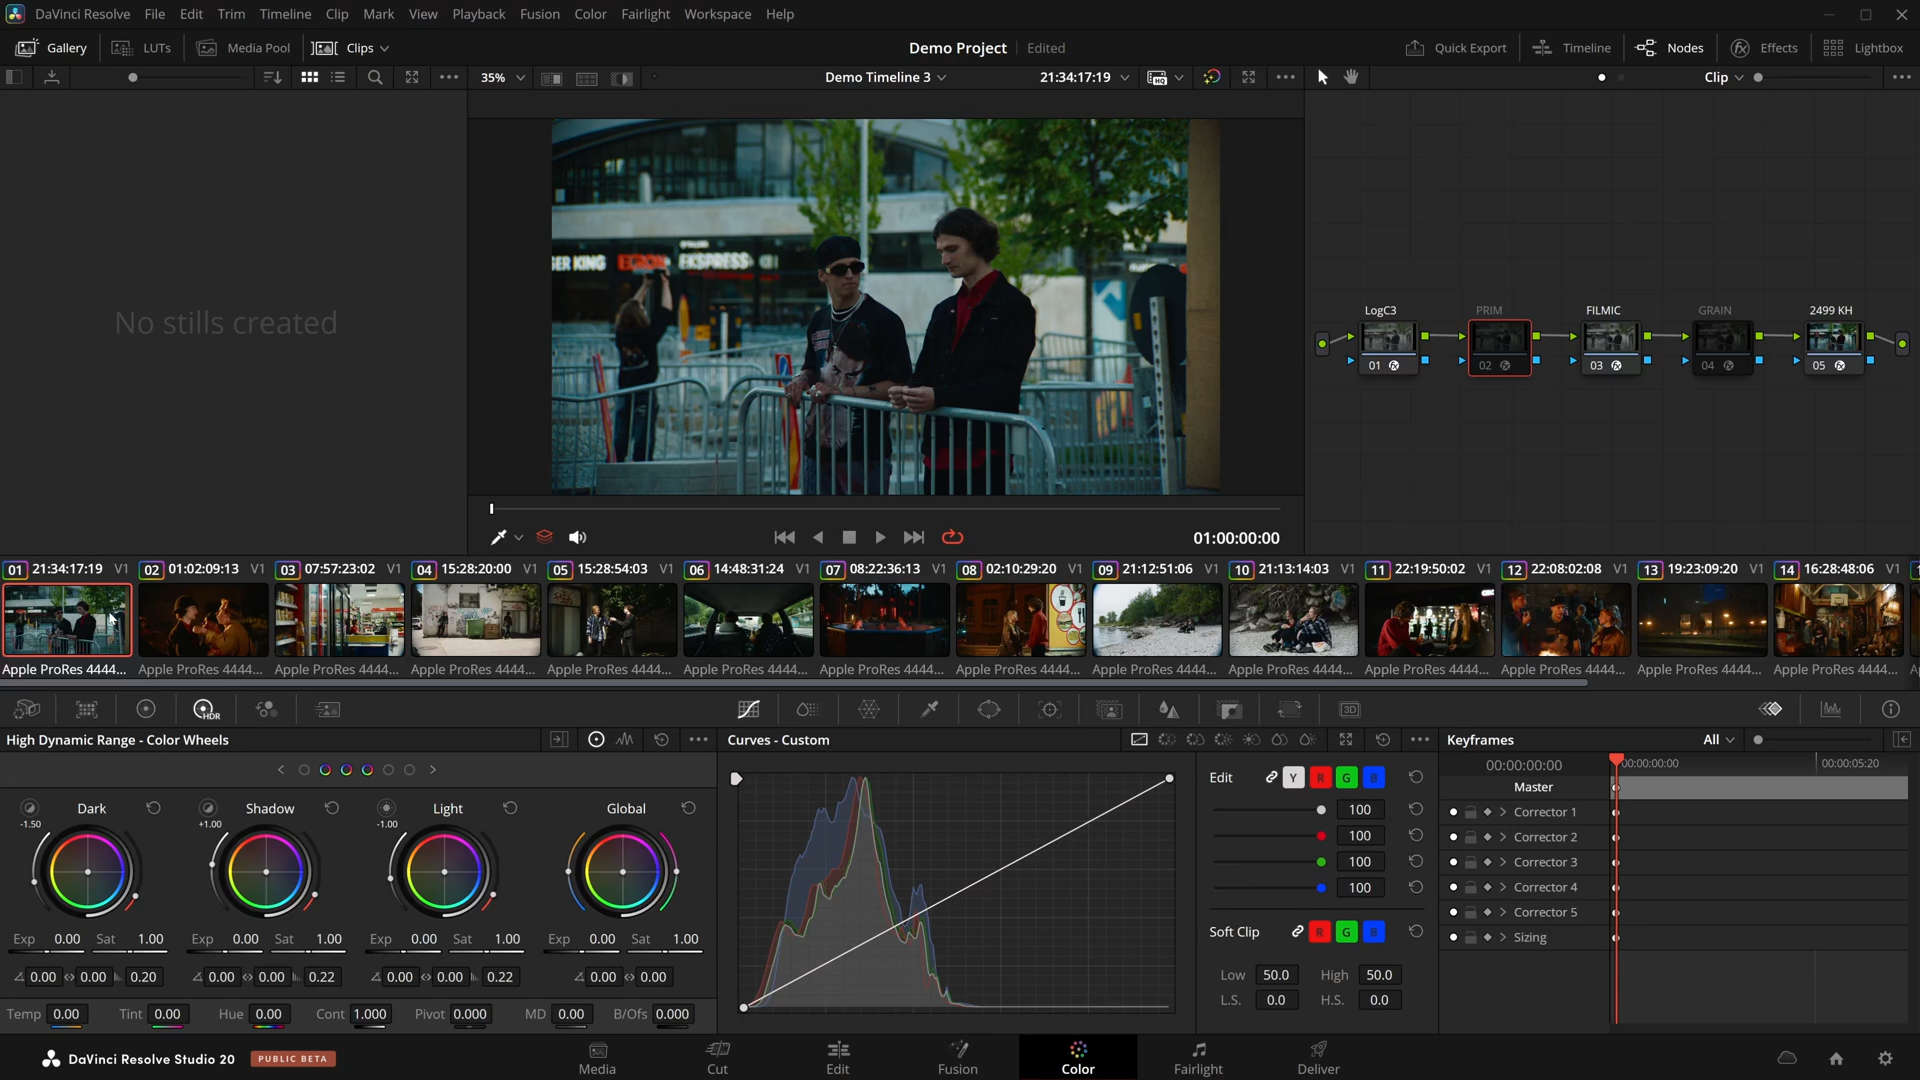 DaVinci Resolve File Edit Trim Timeline Clip Mark View Playback Fusion Color Fairlight Workspace Help
Gallery LUTs Media Pool Clips Demo Project Edited Quick Export Timeline Nodes Effects Lightbox
35% Demo Timeline 3 21:34:17:19 Clip
No stills created
EKSPRESS
LogC3 PRIM FILMIC GRAIN 2499 KH
01 02 03 04 05
01:00:00:00
01 21:34:17:19 V1 02 01:02:09:13 V1 03 07:57:23:02 V1 04 15:28:20:00 V1 05 15:28:54:03 V1 06 14:48:31:24 V1 07 08:22:36:13 V1 08 02:10:29:20 V1 09 21:12:51:06 V1 10 21:13:14:03 V1 11 22:19:50:02 V1 12 22:08:02:08 V1 13 19:23:09:20 V1 14 16:28:48:06 V1
Apple ProRes 4444... Apple ProRes 4444... Apple ProRes 4444... Apple ProRes 4444... Apple ProRes 4444... Apple ProRes 4444... Apple ProRes 4444... Apple ProRes 4444... Apple ProRes 4444... Apple ProRes 4444... Apple ProRes 4444... Apple ProRes 4444... Apple ProRes 4444... Apple ProRes 4444...
HDR 3D
High Dynamic Range - Color Wheels Curves - Custom Keyframes All
00:00:00:00 00:00:00:00 00:00:05:20
Edit Y R G B
Master
Dark Shadow Light Global
-1.50 +1.00 -1.00
100 Corrector 1
100 Corrector 2
100 Corrector 3
100 Corrector 4
Corrector 5
Soft Clip R G B
Sizing
Exp 0.00 Sat 1.00 Exp 0.00 Sat 1.00 Exp 0.00 Sat 1.00 Exp 0.00 Sat 1.00
0.00 0.00 0.20 0.00 0.00 0.22 0.00 0.00 0.22 0.00 0.00
Low 50.0 High 50.0
L.S. 0.0 H.S. 0.0
Temp 0.00 Tint 0.00 Hue 0.00 Cont 1.000 Pivot 0.000 MD 0.00 B/Ofs 0.000
DaVinci Resolve Studio 20 PUBLIC BETA
Media Cut Edit Fusion Color Fairlight Deliver